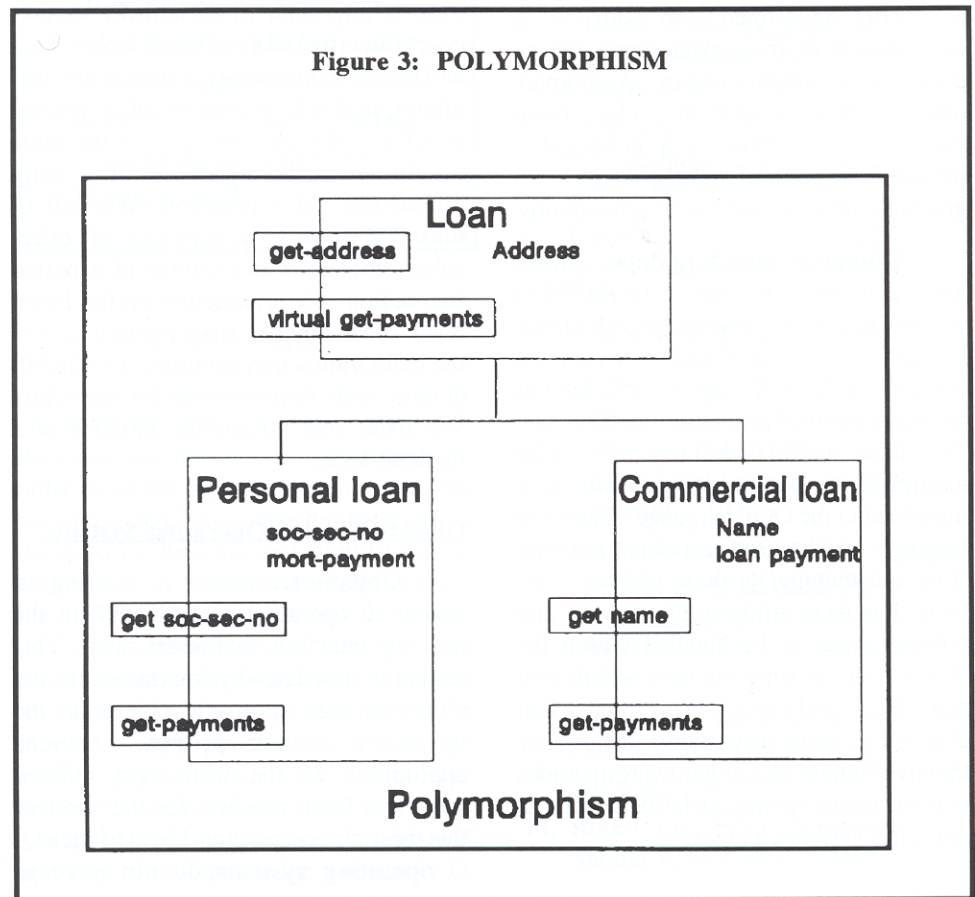 Figure 3: POLYMORPHISM
Loan
get-address
Address
virtual get-payments
Personal loan
soc-sec-no
mort-payment
get soc-sec-no
get-payments
Commercial loan
Name
loan payment
get name
get-payments
Polymorphism